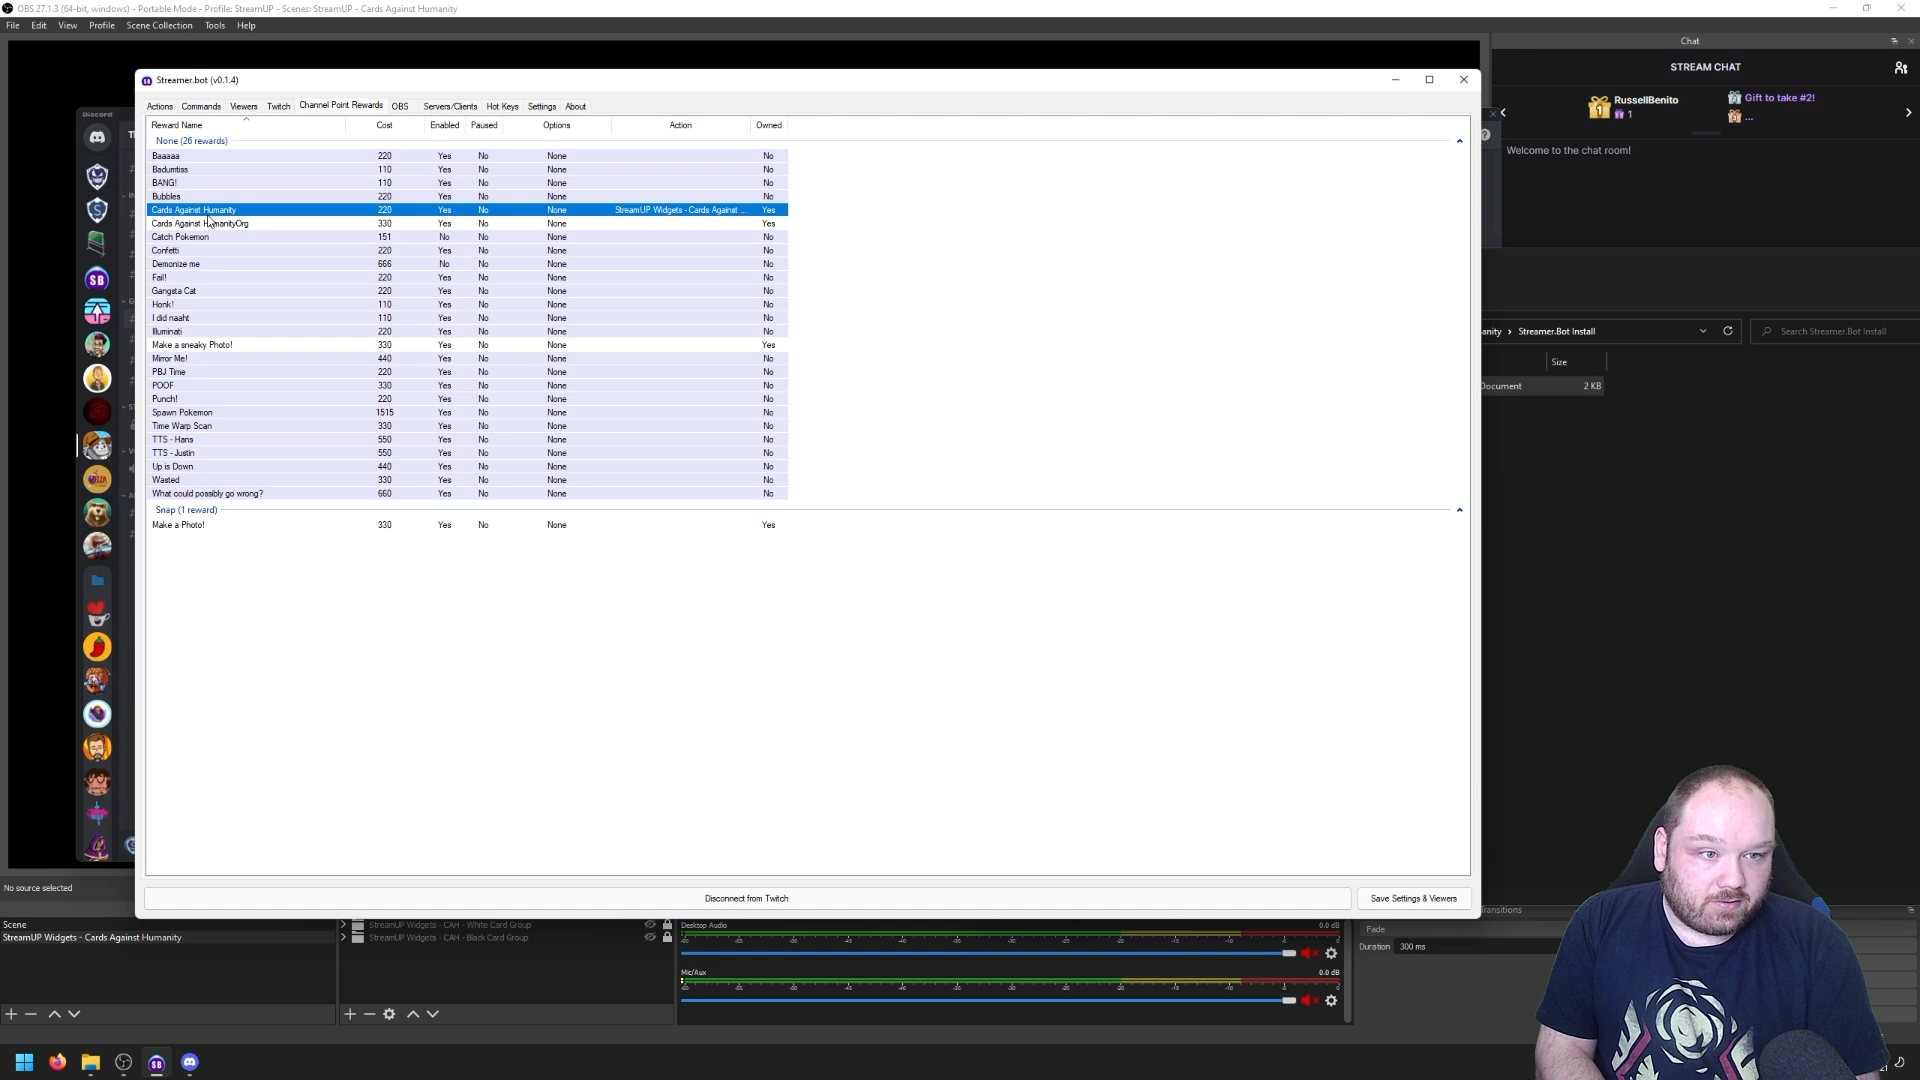 OBS 27.1.3 (64-bit, windows) - Portable Mode - Profile: StreamUP - Scenes: StreamUP - Cards Against Humanity
File Edit View Profile Scene Collection Tools Help
Chat
STREAM CHAT
RussellBenito
1
Gift to take #2!
...
Welcome to the chat room!
Discord
Streamer.bot (v0.1.4)
Actions Commands Viewers Twitch Channel Point Rewards OBS Servers/Clients Hot Keys Settings About
Reward Name Cost Enabled Paused Options Action Owned
None (26 rewards)
Baaaaa 220 Yes No None No
Badumtiss 110 Yes No None No
BANG! 110 Yes No None No
Bubbles 220 Yes No None No
Cards Against Humanity 220 Yes No None StreamUP Widgets - Cards Against ... Yes
Cards Against HumanityOrg 330 Yes No None Yes
Catch Pokemon 151 No No None No
Confetti 220 Yes No None No
Demonize me 666 No No None No
Fail! 220 Yes No None No
Gangsta Cat 220 Yes No None No
Honk! 110 Yes No None No
I did naaht 110 Yes No None No
Illuminati 220 Yes No None No
Make a sneaky Photo! 330 Yes No None Yes
Mirror Me! 440 Yes No None No
PBJ Time 220 Yes No None No
POOF 330 Yes No None No
Punch! 220 Yes No None No
Spawn Pokemon 1515 Yes No None No
Time Warp Scan 330 Yes No None No
TTS - Hans 550 Yes No None No
TTS - Justin 550 Yes No None No
Up is Down 440 Yes No None No
Wasted 330 Yes No None No
What could possibly go wrong? 660 Yes No None No
Snap (1 reward)
Make a Photo! 330 Yes No None Yes
anity › Streamer.Bot Install
Search Streamer.Bot Install
Size
Document 2 KB
Disconnect from Twitch
Save Settings & Viewers
No source selected
Scene
StreamUP Widgets - Cards Against Humanity
StreamUP Widgets - CAH - White Card Group
StreamUP Widgets - CAH - Black Card Group
Desktop Audio 0.0 dB
Mic/Aux 0.0 dB
Transitions
Fade
Duration 300 ms